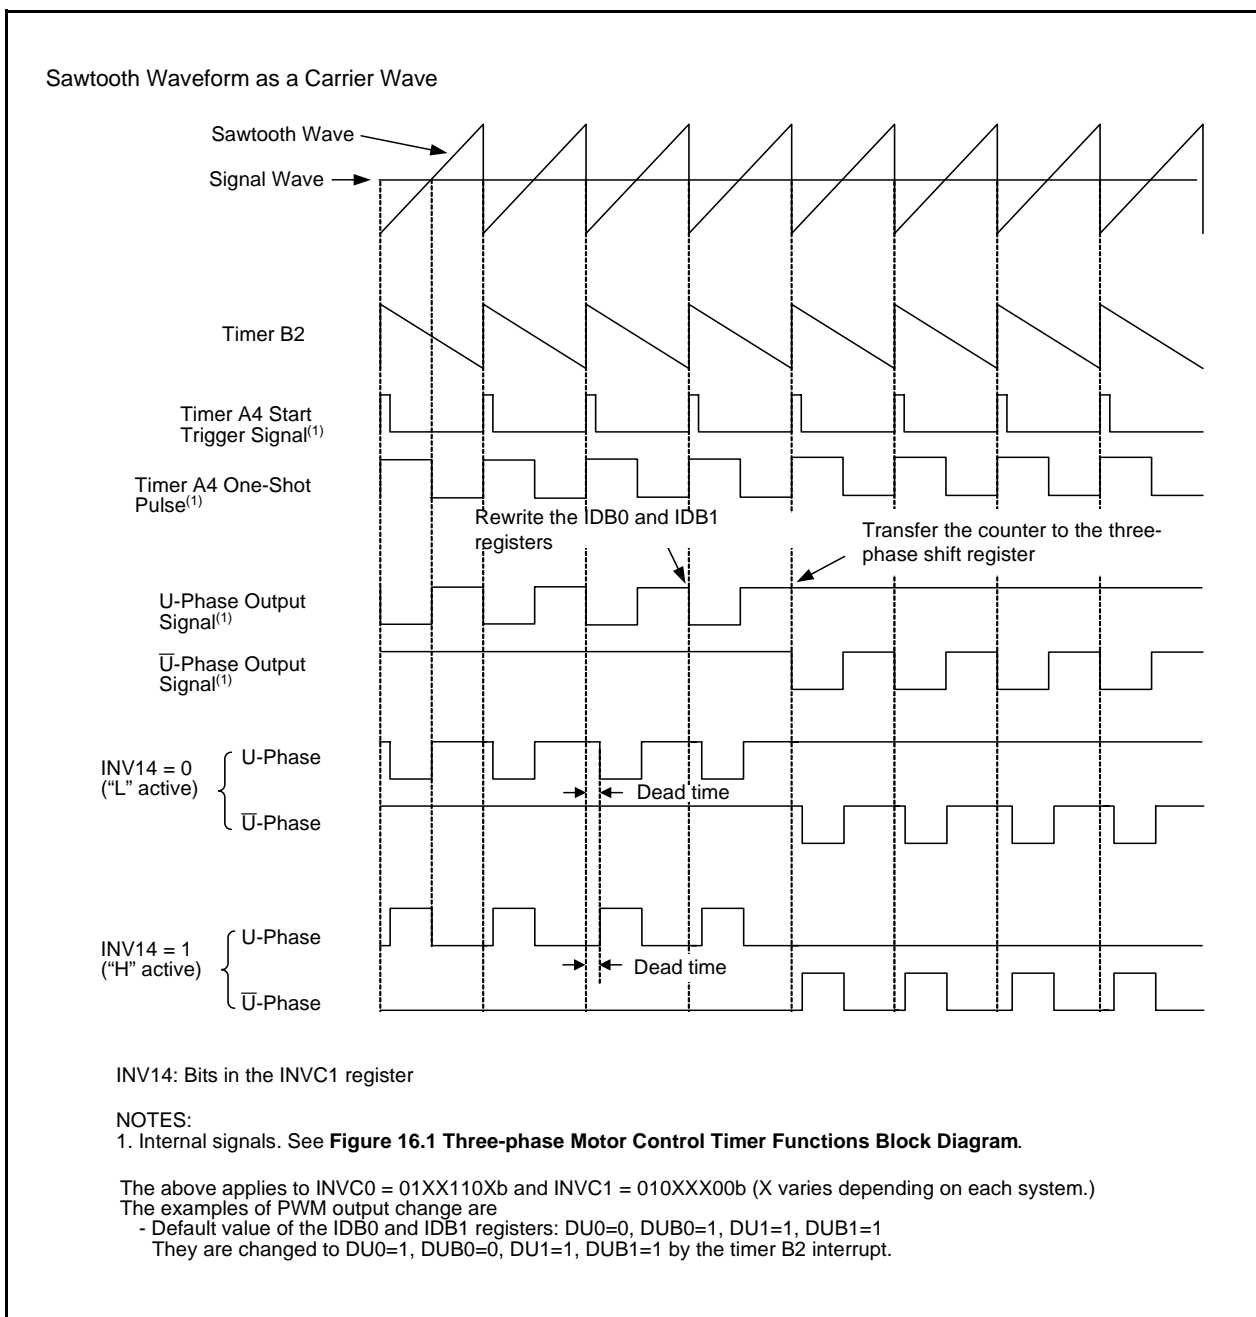 Sawtooth Waveform as a Carrier Wave
Sawtooth Wave
Signal Wave
Timer B2
Timer A4 Start
Trigger Signal(1)
Timer A4 One-Shot
Pulse(1)
Rewrite the IDB0 and IDB1
registers
Transfer the counter to the three-
phase shift register
U-Phase Output
Signal(1)
U̅-Phase Output
Signal(1)
INV14 = 0
(“L” active)
U-Phase
Dead time
U̅-Phase
INV14 = 1
(“H” active)
U-Phase
Dead time
U̅-Phase
INV14: Bits in the INVC1 register
NOTES:
1. Internal signals. See Figure 16.1 Three-phase Motor Control Timer Functions Block Diagram.
The above applies to INVC0 = 01XX110Xb and INVC1 = 010XXX00b (X varies depending on each system.)
The examples of PWM output change are
- Default value of the IDB0 and IDB1 registers: DU0=0, DUB0=1, DU1=1, DUB1=1
They are changed to DU0=1, DUB0=0, DU1=1, DUB1=1 by the timer B2 interrupt.